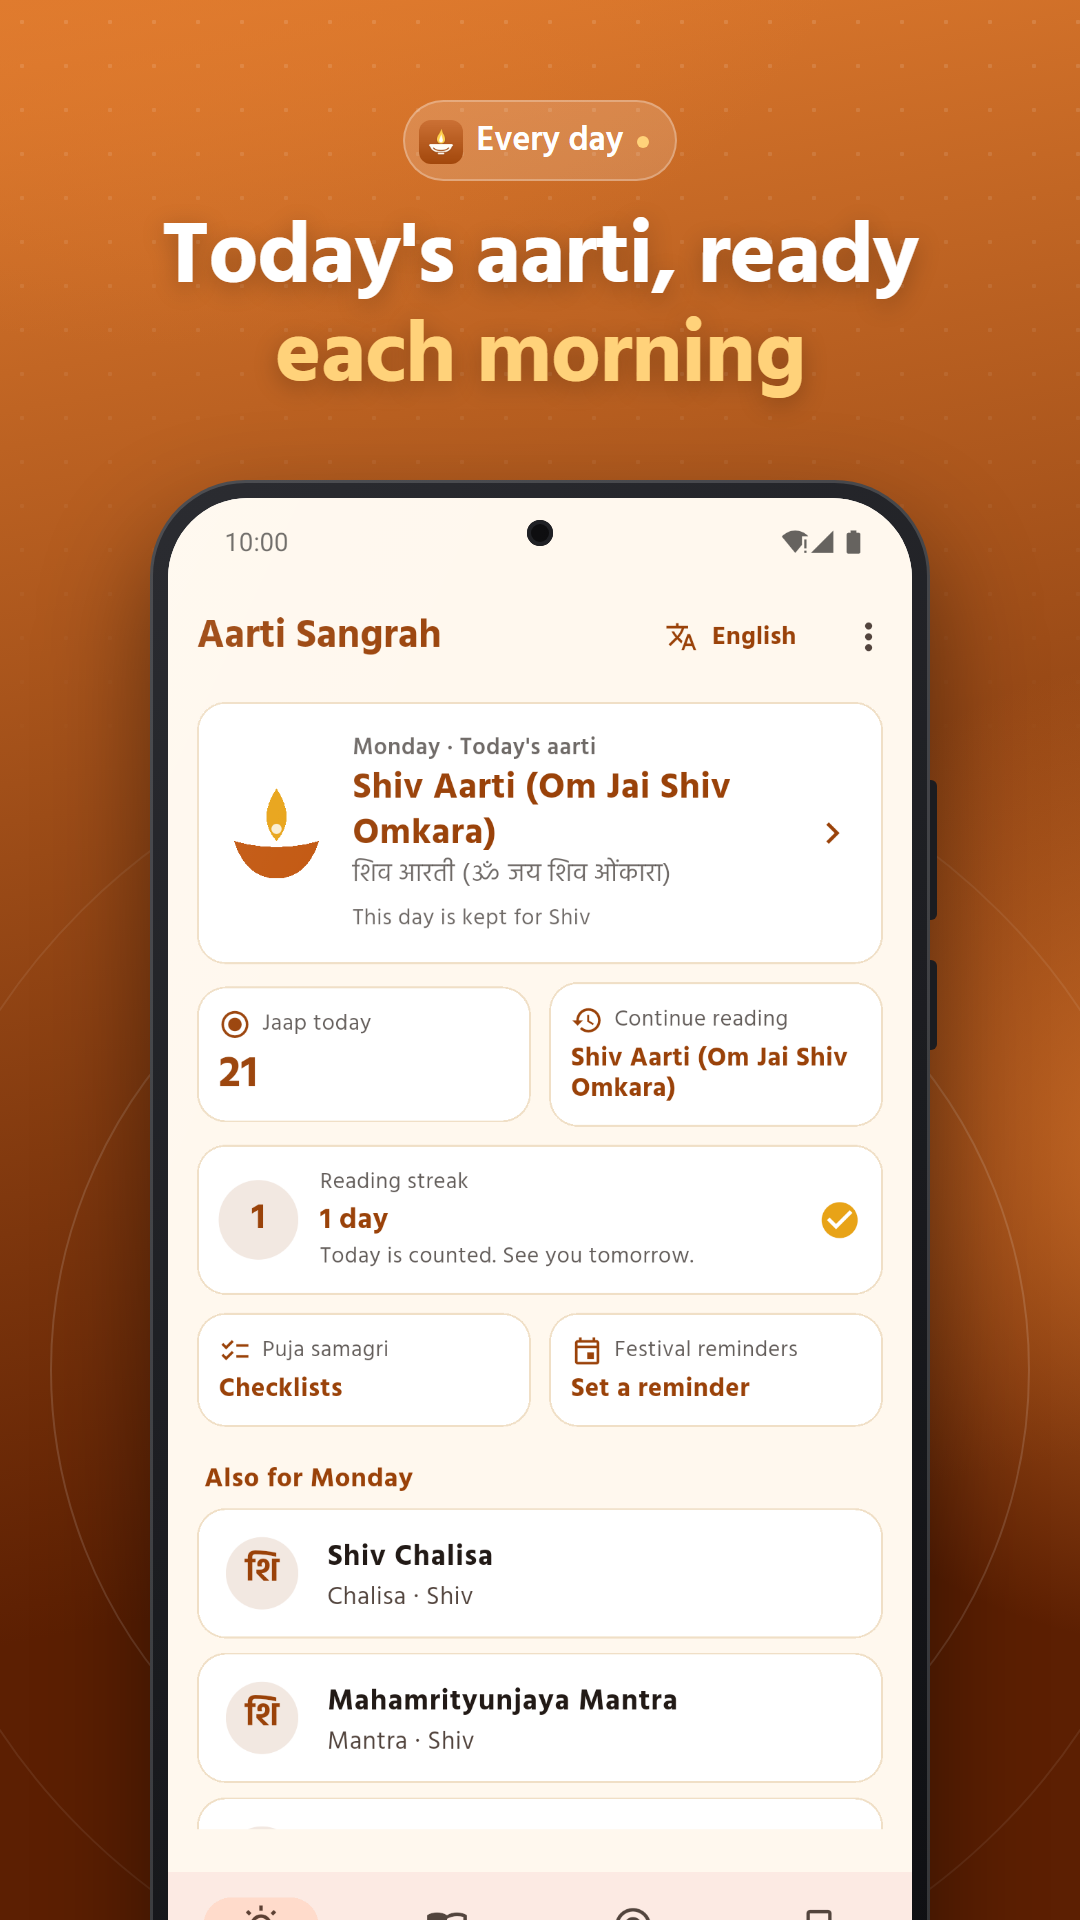 Every day
Today's aarti, ready
each morning
10:00
Aarti Sangrah
English
Monday · Today's aarti
Shiv Aarti (Om Jai Shiv
Omkara)
शिव आरती (ॐ जय शिव ओंकारा)
This day is kept for Shiv
Jaap today
21
Continue reading
Shiv Aarti (Om Jai Shiv
Omkara)
1
Reading streak
1 day
Today is counted. See you tomorrow.
Puja samagri
Checklists
Festival reminders
Set a reminder
Also for Monday
शि
Shiv Chalisa
Chalisa · Shiv
शि
Mahamrityunjaya Mantra
Mantra · Shiv